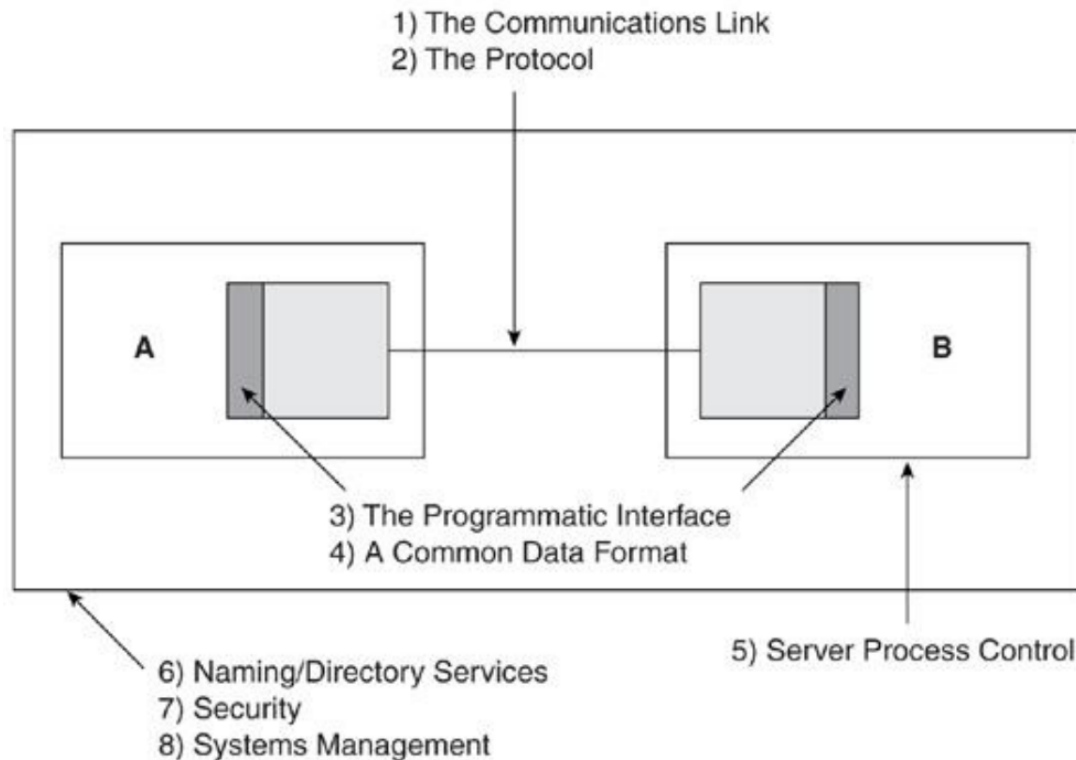 1) The Communications Link
2) The Protocol
A
B
3) The Programmatic Interface
4) A Common Data Format
5) Server Process Control
6) Naming/Directory Services
7) Security
8) Systems Management